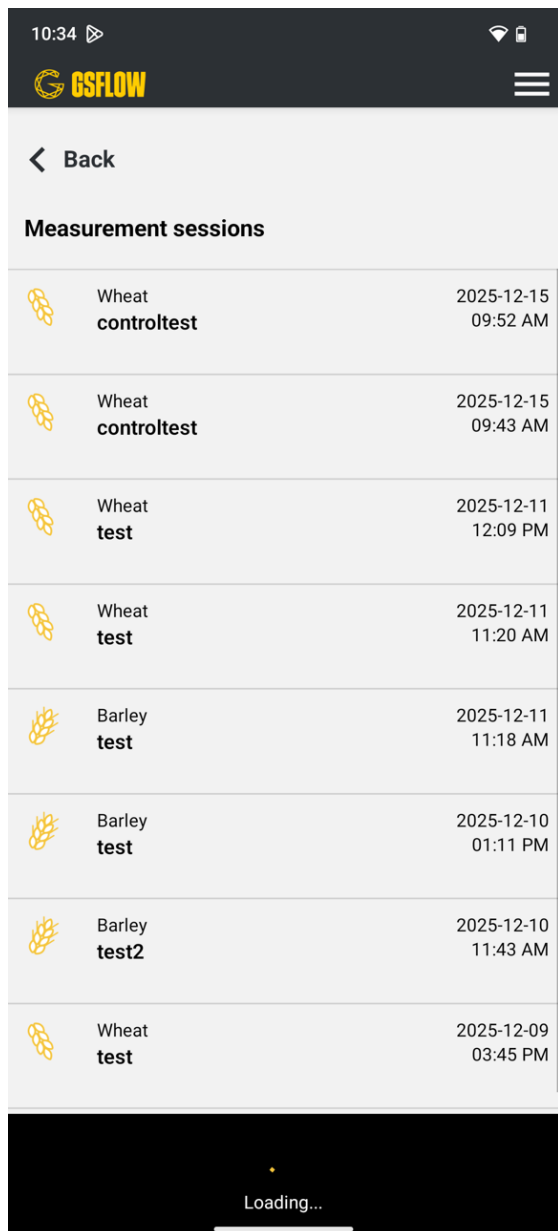 10:34
GSFLOW
Back
Measurement sessions
Wheat 2025-12-15
controltest 09:52 AM
Wheat 2025-12-15
controltest 09:43 AM
Wheat 2025-12-11
test 12:09 PM
Wheat 2025-12-11
test 11:20 AM
Barley 2025-12-11
test 11:18 AM
Barley 2025-12-10
test 01:11 PM
Barley 2025-12-10
test2 11:43 AM
Wheat 2025-12-09
test 03:45 PM
Loading...